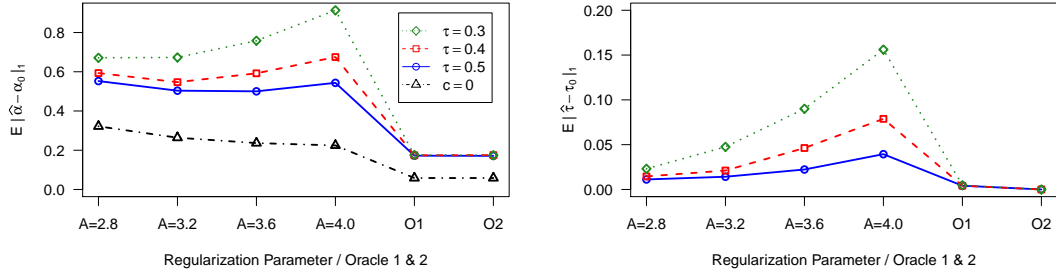 E | α̂ − α₀ |₁
0.8
0.6
0.4
0.2
0.0
τ = 0.3
τ = 0.4
τ = 0.5
c = 0
A=2.8 A=3.2 A=3.6 A=4.0 O1 O2
Regularization Parameter / Oracle 1 & 2
E | τ̂ − τ₀ |₁
0.20
0.15
0.10
0.05
0.00
A=2.8 A=3.2 A=3.6 A=4.0 O1 O2
Regularization Parameter / Oracle 1 & 2